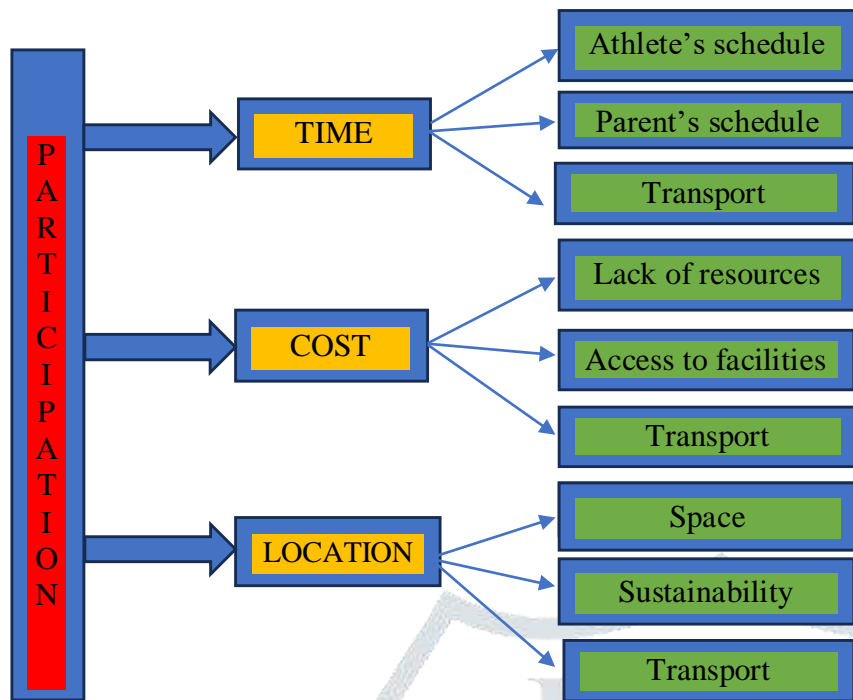 PARTICIPATION
TIME
Athlete’s schedule
Parent’s schedule
Transport
COST
Lack of resources
Access to facilities
Transport
LOCATION
Space
Sustainability
Transport